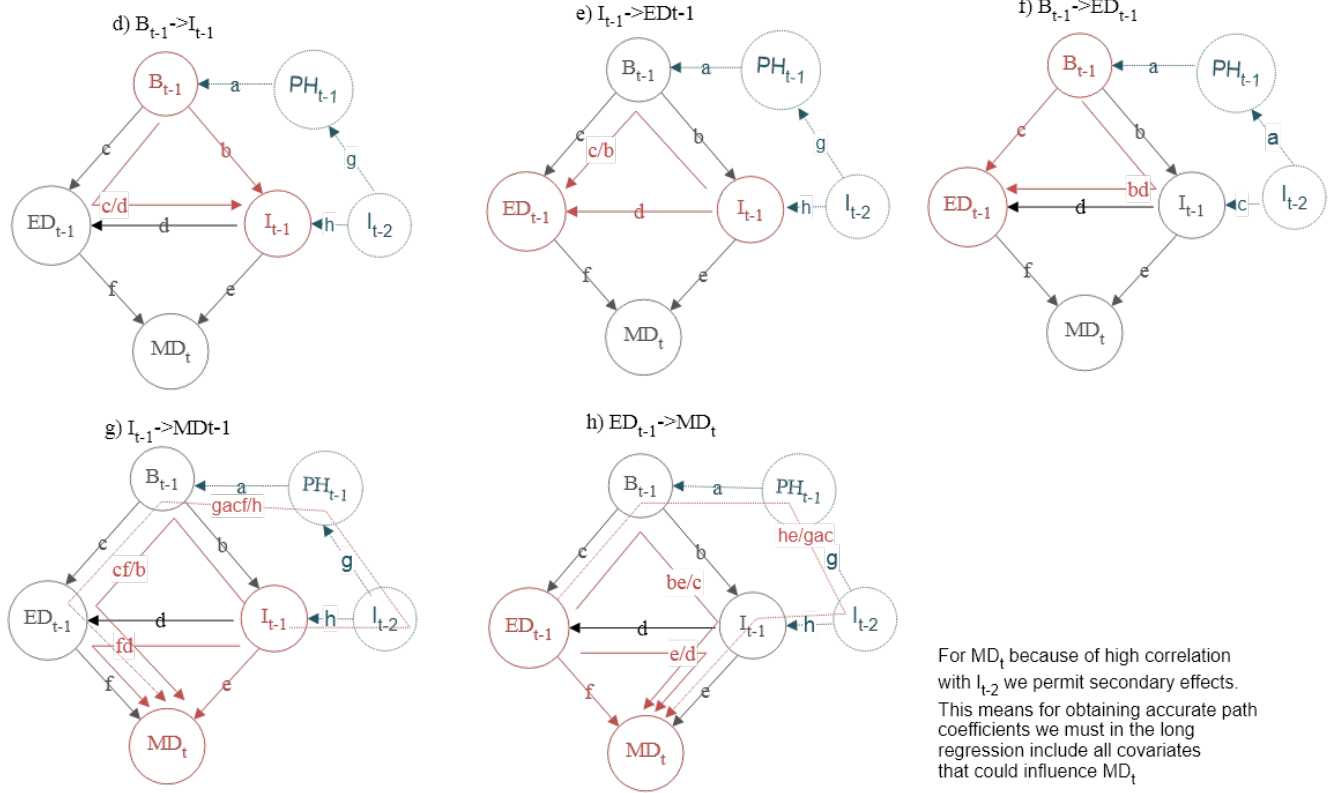 d) Bt-1->It-1
Bt-1
a
PHt-1
c
b
g
c/d
EDt-1
d
It-1
h
It-2
f
e
MDt
e) It-1->EDt-1
Bt-1
a
PHt-1
c
b
c/b
g
EDt-1
d
It-1
h
It-2
f
e
MDt
f) Bt-1->EDt-1
Bt-1
a
PHt-1
c
b
a
bd
EDt-1
d
It-1
c
It-2
f
e
MDt
g) It-1->MDt-1
Bt-1
a
PHt-1
gacf/h
c
b
cf/b
g
EDt-1
d
It-1
h
It-2
fd
f
e
MDt
h) EDt-1->MDt
Bt-1
a
PHt-1
he/gac
c
b
g
be/c
EDt-1
d
It-1
h
It-2
e/d
f
e
MDt
For MDt because of high correlation
with It-2 we permit secondary effects.
This means for obtaining accurate path
coefficients we must in the long
regression include all covariates
that could influence MDt